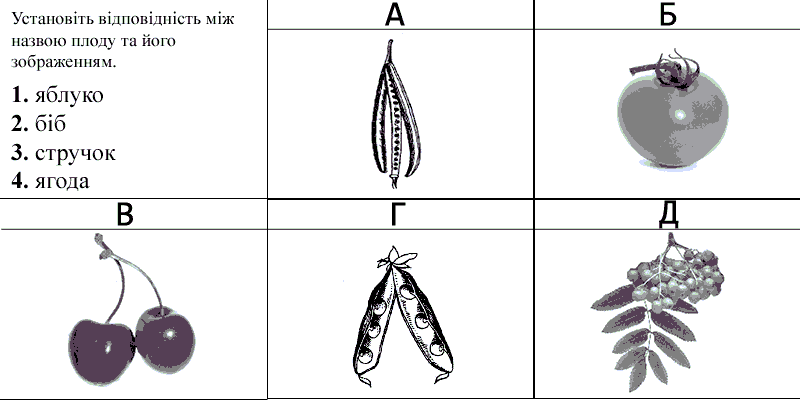 Установіть відповідність між
назвою плоду та його
зображенням.
1. яблуко
2. біб
3. стручок
4. ягода
А
Б
В
Г
Д